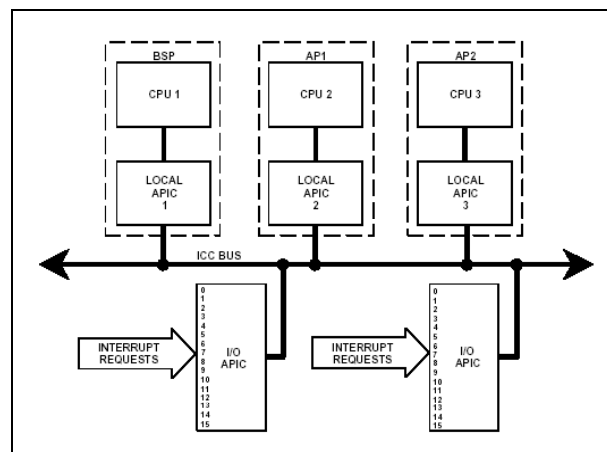 BSP
AP1
AP2
CPU 1
CPU 2
CPU 3
LOCAL
APIC
1
LOCAL
APIC
2
LOCAL
APIC
3
ICC BUS
INTERRUPT
REQUESTS
0
1
2
3
4
5
6
7
8
9
10
11
12
13
14
15
I/O
APIC
INTERRUPT
REQUESTS
0
1
2
3
4
5
6
7
8
9
10
11
12
13
14
15
I/O
APIC